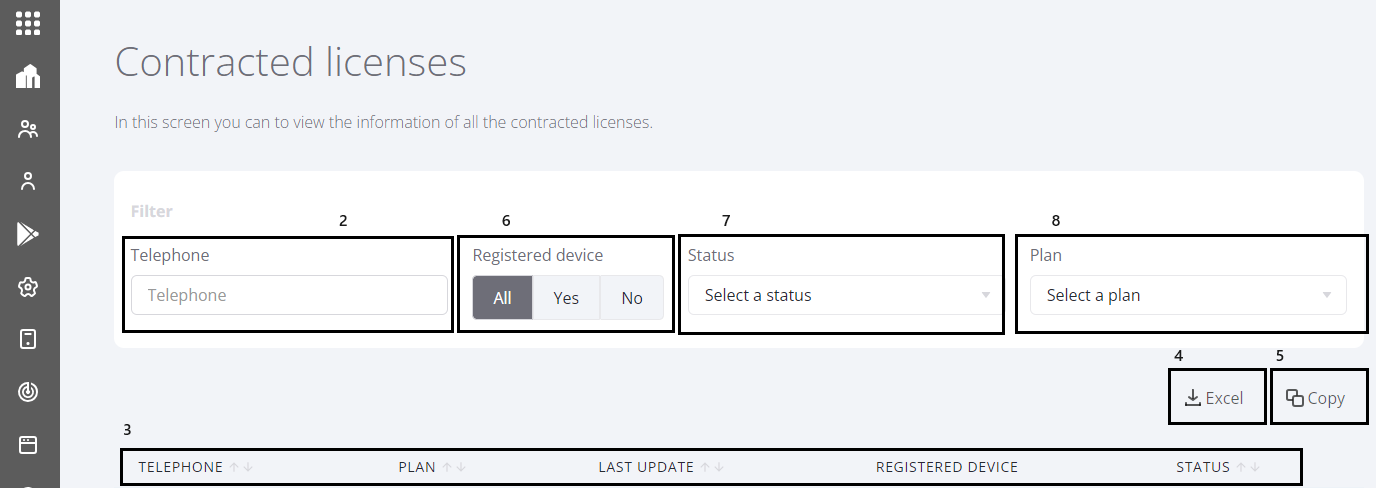 Contracted licenses
In this screen you can to view the information of all the contracted licenses.
Filter
2 6 7 8
Telephone Registered device Status Plan
Telephone All Yes No Select a status Select a plan
4 5
Excel Copy
3
TELEPHONE PLAN LAST UPDATE REGISTERED DEVICE STATUS